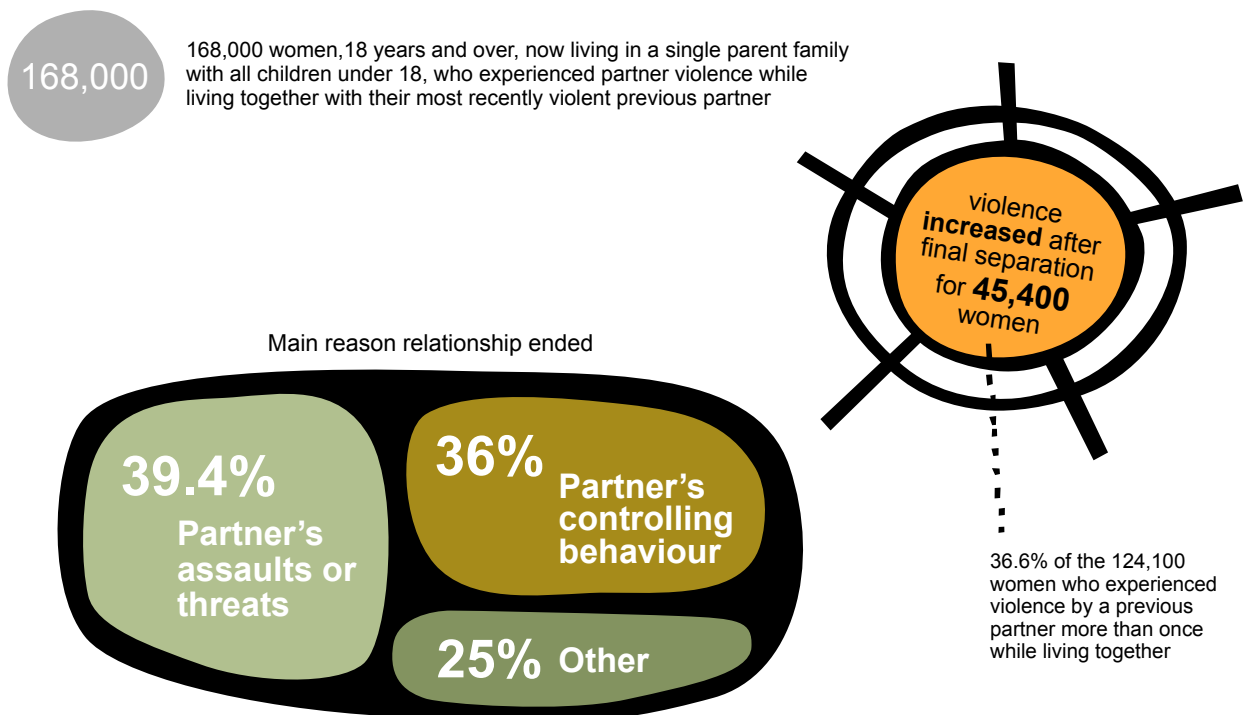 168,000
168,000 women,18 years and over, now living in a single parent family
with all children under 18, who experienced partner violence while
living together with their most recently violent previous partner
violence
increased after
final separation
for 45,400
women
Main reason relationship ended
39.4%
Partner’s
assaults or
threats
36%
Partner’s
controlling
behaviour
25% Other
36.6% of the 124,100
women who experienced
violence by a previous
partner more than once
while living together